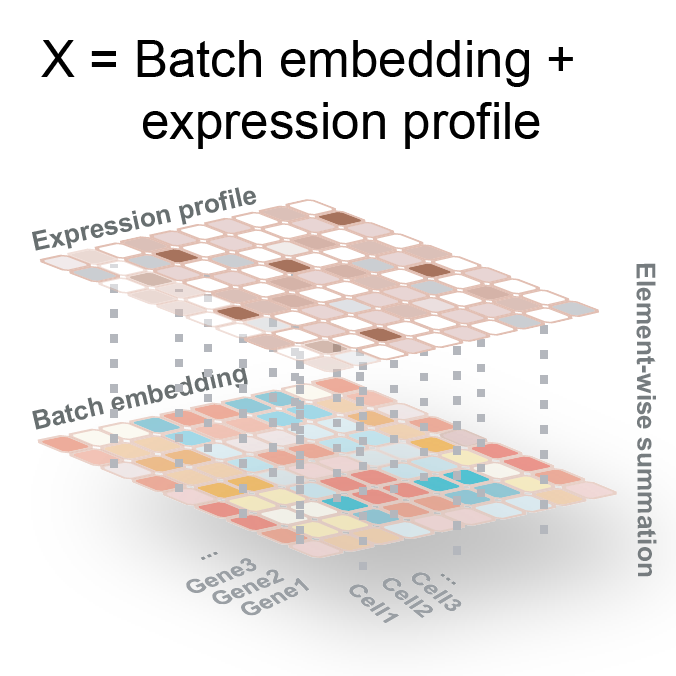 X = Batch embedding +
expression profile
Expression profile
Batch embedding
Element-wise summation
...
Gene3
Gene2
Gene1
...
Cell3
Cell2
Cell1